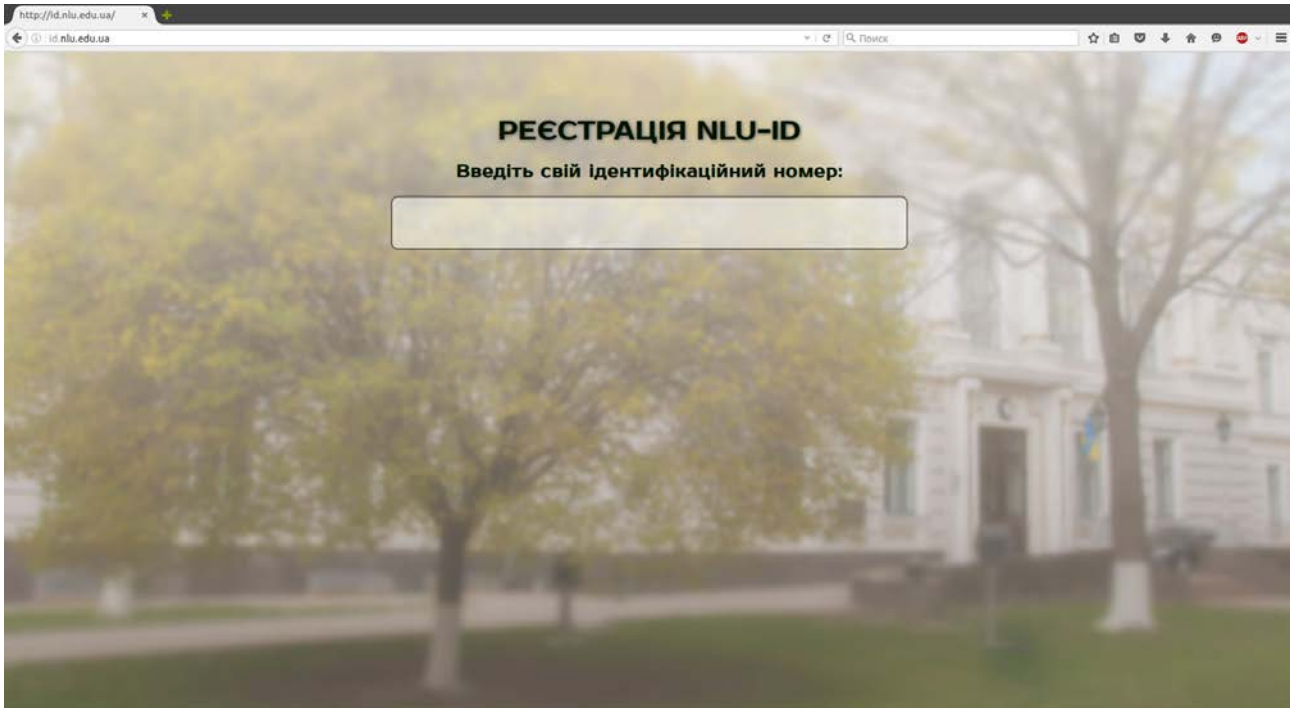 http://id.nlu.edu.ua/
id.nlu.edu.ua
Поиск
РЕЄСТРАЦІЯ NLU-ID
Введіть свій ідентифікаційний номер: